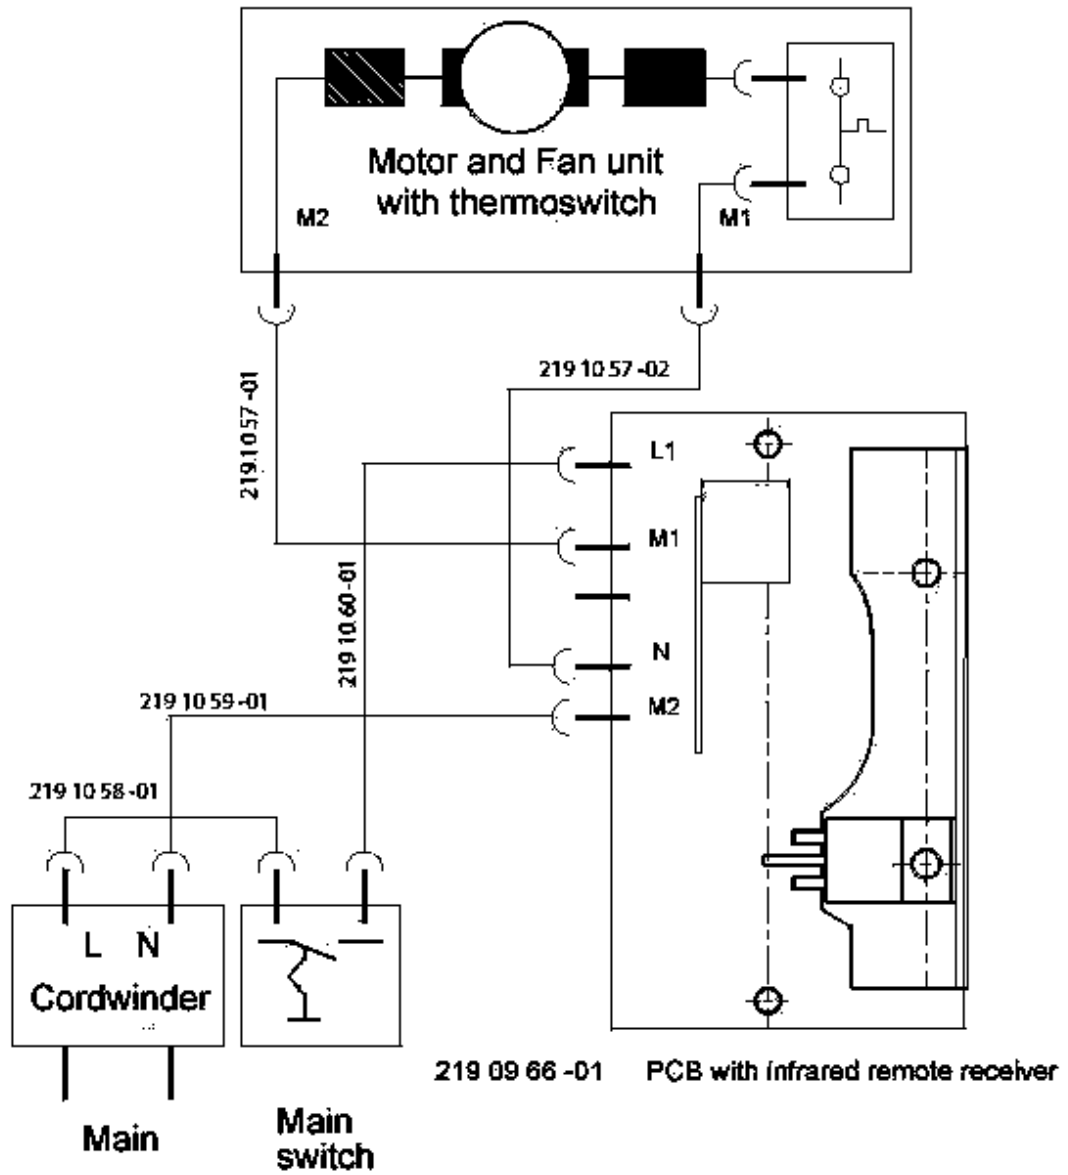 Motor and Fan unit
with thermoswitch
M2
M1
219 10 57 -02
219 10 57 -01
L1
M1
219 10 60 -01
N
M2
219 10 59 -01
219 10 58 -01
L N
Cordwinder
219 09 66 -01 PCB with infrared remote receiver
Main
Main
switch